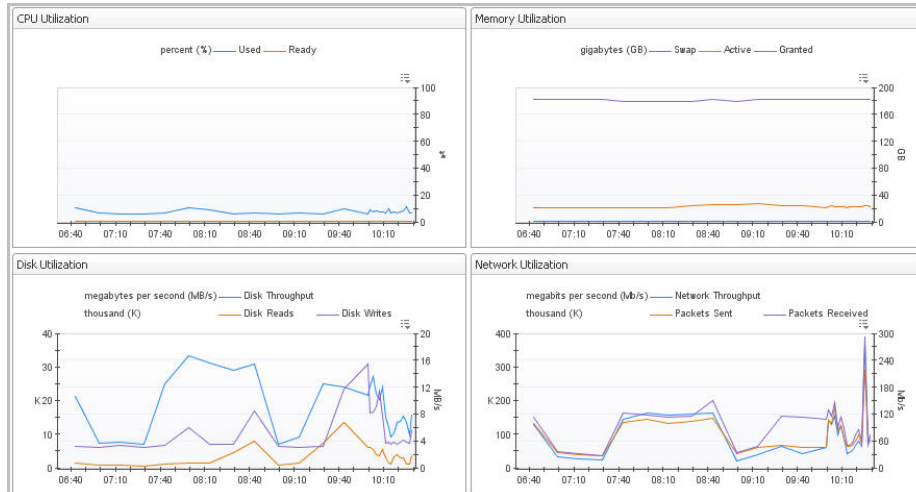 CPU Utilization
percent (%) Used Ready
100
80
60
40
20
0
%
06:40 07:10 07:40 08:10 08:40 09:10 09:40 10:10
Memory Utilization
gigabytes (GB) Swap Active Granted
200
160
120
80
40
0
GB
06:40 07:10 07:40 08:10 08:40 09:10 09:40 10:10
Disk Utilization
megabytes per second (MB/s) Disk Throughput
thousand (K) Disk Reads Disk Writes
40 20
30 16
K 20 12
10 8
0 4
0
MB/s
06:40 07:10 07:40 08:10 08:40 09:10 09:40 10:10
Network Utilization
megabits per second (Mb/s) Network Throughput
thousand (K) Packets Sent Packets Received
400 300
300 240
K 200 180
100 120
0 60
0
Mb/s
06:40 07:10 07:40 08:10 08:40 09:10 09:40 10:10